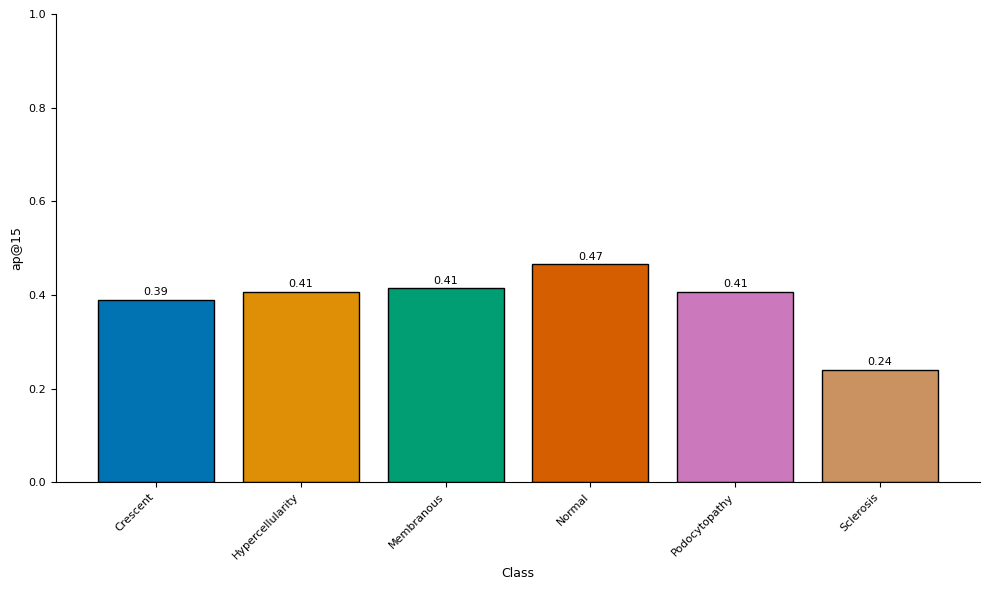 1.0
0.8
0.6
0.4
0.2
0.0
ap@15
0.39
0.41
0.41
0.47
0.41
0.24
Crescent
Hypercellularity
Membranous
Normal
Podocytopathy
Sclerosis
Class